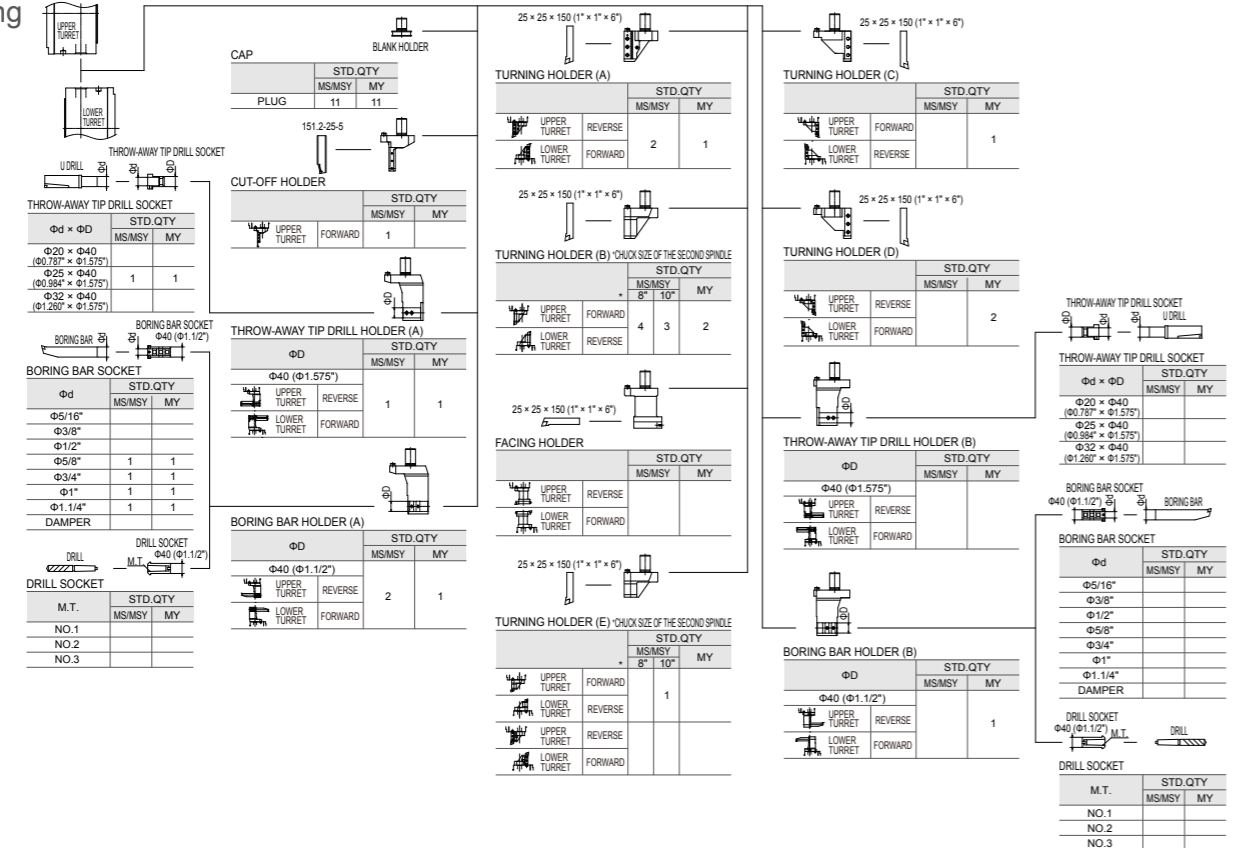 ng
UPPER
TURRET
LOWER
TURRET
BLANK HOLDER
CAP
STD.QTY
MS/MSY MY
PLUG 11 11
151.2-25-5
CUT-OFF HOLDER
STD.QTY
MS/MSY MY
UPPER
TURRET FORWARD 1
THROW-AWAY TIP DRILL SOCKET
U DRILL Φd Φd ΦD
THROW-AWAY TIP DRILL SOCKET
Φd × ΦD STD.QTY
MS/MSY MY
Φ20 × Φ40
(Φ0.787" × Φ1.575")
Φ25 × Φ40
(Φ0.984" × Φ1.575") 1 1
Φ32 × Φ40
(Φ1.260" × Φ1.575")
BORING BAR SOCKET
BORING BAR Φd Φd Φ40 (Φ1.1/2")
BORING BAR SOCKET
Φd STD.QTY
MS/MSY MY
Φ5/16"
Φ3/8"
Φ1/2"
Φ5/8" 1 1
Φ3/4" 1 1
Φ1" 1 1
Φ1.1/4" 1 1
DAMPER
DRILL SOCKET
DRILL M.T. Φ40 (Φ1.1/2")
DRILL SOCKET
M.T. STD.QTY
MS/MSY MY
NO.1
NO.2
NO.3
ΦD
THROW-AWAY TIP DRILL HOLDER (A)
ΦD STD.QTY
MS/MSY MY
Φ40 (Φ1.575")
UPPER
TURRET REVERSE
1 1
LOWER
TURRET FORWARD
ΦD
BORING BAR HOLDER (A)
ΦD STD.QTY
MS/MSY MY
Φ40 (Φ1.1/2")
UPPER
TURRET REVERSE
2 1
LOWER
TURRET FORWARD
25 × 25 × 150 (1" × 1" × 6")
TURNING HOLDER (A)
STD.QTY
MS/MSY MY
UPPER
TURRET REVERSE
2 1
LOWER
TURRET FORWARD
25 × 25 × 150 (1" × 1" × 6")
TURNING HOLDER (B) *CHUCK SIZE OF THE SECOND SPINDLE
STD.QTY
MS/MSY MY
* 8" 10"
UPPER
TURRET FORWARD
4 3 2
LOWER
TURRET REVERSE
25 × 25 × 150 (1" × 1" × 6")
FACING HOLDER
STD.QTY
MS/MSY MY
UPPER
TURRET REVERSE
LOWER
TURRET FORWARD
25 × 25 × 150 (1" × 1" × 6")
TURNING HOLDER (E) *CHUCK SIZE OF THE SECOND SPINDLE
STD.QTY
MS/MSY MY
* 8" 10"
UPPER
TURRET FORWARD
1
LOWER
TURRET REVERSE
UPPER
TURRET REVERSE
LOWER
TURRET FORWARD
25 × 25 × 150 (1" × 1" × 6")
TURNING HOLDER (C)
STD.QTY
MS/MSY MY
UPPER
TURRET FORWARD
1
LOWER
TURRET REVERSE
25 × 25 × 150 (1" × 1" × 6")
TURNING HOLDER (D)
STD.QTY
MS/MSY MY
UPPER
TURRET REVERSE
2
LOWER
TURRET FORWARD
ΦD
THROW-AWAY TIP DRILL HOLDER (B)
ΦD STD.QTY
MS/MSY MY
Φ40 (Φ1.575")
UPPER
TURRET REVERSE
LOWER
TURRET FORWARD
ΦD
BORING BAR HOLDER (B)
ΦD STD.QTY
MS/MSY MY
Φ40 (Φ1.1/2")
UPPER
TURRET REVERSE
1
LOWER
TURRET FORWARD
THROW-AWAY TIP DRILL SOCKET
ΦD Φd Φd U DRILL
THROW-AWAY TIP DRILL SOCKET
Φd × ΦD STD.QTY
MS/MSY MY
Φ20 × Φ40
(Φ0.787" × Φ1.575")
Φ25 × Φ40
(Φ0.984" × Φ1.575")
Φ32 × Φ40
(Φ1.260" × Φ1.575")
BORING BAR SOCKET
Φ40 (Φ1.1/2") Φd Φd BORING BAR
BORING BAR SOCKET
Φd STD.QTY
MS/MSY MY
Φ5/16"
Φ3/8"
Φ1/2"
Φ5/8"
Φ3/4"
Φ1"
Φ1.1/4"
DAMPER
DRILL SOCKET
Φ40 (Φ1.1/2") M.T. DRILL
DRILL SOCKET
M.T. STD.QTY
MS/MSY MY
NO.1
NO.2
NO.3